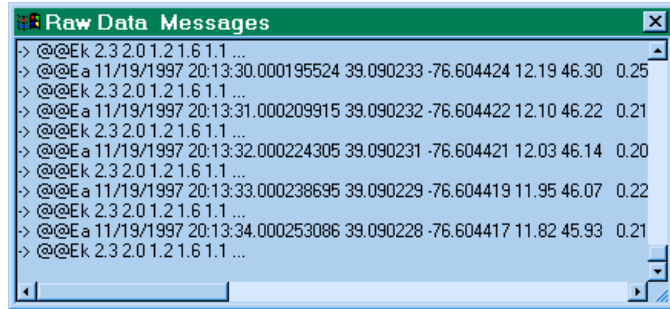 Raw Data Messages
-> @@Ek 2.3 2.0 1.2 1.6 1.1 ...
-> @@Ea 11/19/1997 20:13:30.000195524 39.090233 -76.604424 12.19 46.30 0.25
-> @@Ek 2.3 2.0 1.2 1.6 1.1 ...
-> @@Ea 11/19/1997 20:13:31.000209915 39.090232 -76.604422 12.10 46.22 0.21
-> @@Ek 2.3 2.0 1.2 1.6 1.1 ...
-> @@Ea 11/19/1997 20:13:32.000224305 39.090231 -76.604421 12.03 46.14 0.20
-> @@Ek 2.3 2.0 1.2 1.6 1.1 ...
-> @@Ea 11/19/1997 20:13:33.000238695 39.090229 -76.604419 11.95 46.07 0.22
-> @@Ek 2.3 2.0 1.2 1.6 1.1 ...
-> @@Ea 11/19/1997 20:13:34.000253086 39.090228 -76.604417 11.82 45.93 0.21
-> @@Ek 2.3 2.0 1.2 1.6 1.1 ...